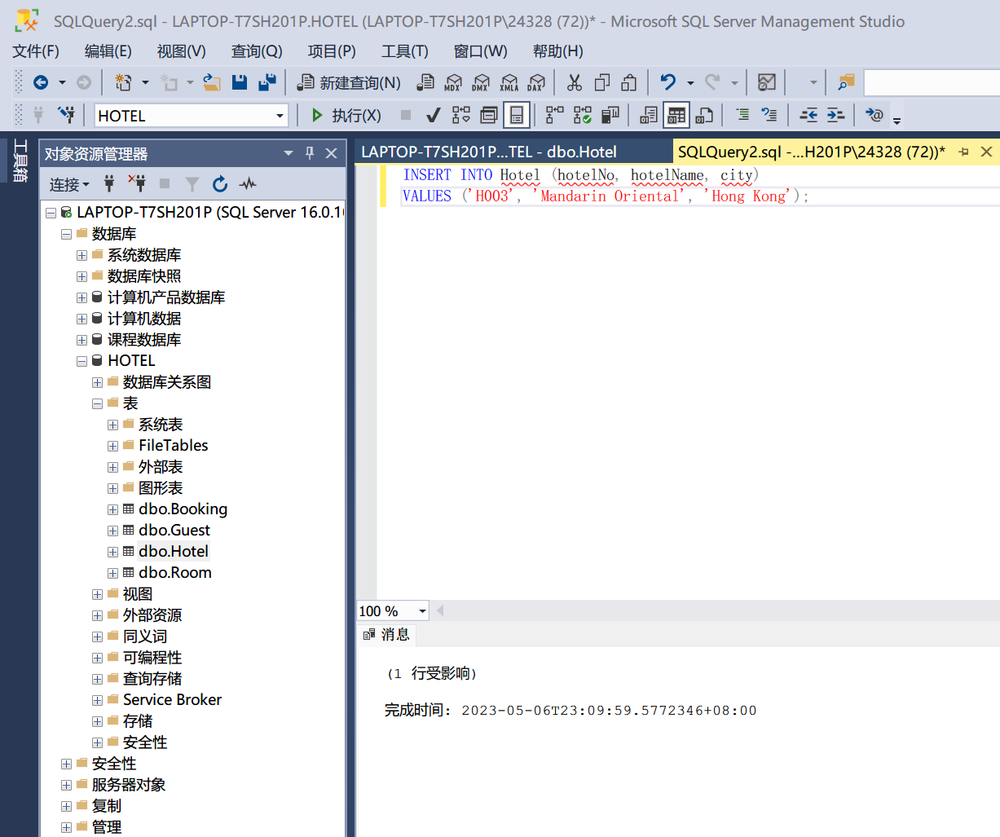 SQLQuery2.sql - LAPTOP-T7SH201P.HOTEL (LAPTOP-T7SH201P\24328 (72))* - Microsoft SQL Server Management Studio
文件(F) 编辑(E) 视图(V) 查询(Q) 项目(P) 工具(T) 窗口(W) 帮助(H)
新建查询(N) MDX DMX XMLA DAX
HOTEL 执行(X)
工具箱
对象资源管理器
连接
LAPTOP-T7SH201P (SQL Server 16.0.10
数据库
系统数据库
数据库快照
计算机产品数据库
计算机数据
课程数据库
HOTEL
数据库关系图
表
系统表
FileTables
外部表
图形表
dbo.Booking
dbo.Guest
dbo.Hotel
dbo.Room
视图
外部资源
同义词
可编程性
查询存储
Service Broker
存储
安全性
安全性
服务器对象
复制
管理
LAPTOP-T7SH201P...TEL - dbo.Hotel
SQLQuery2.sql -...H201P\24328 (72))*
INSERT INTO Hotel (hotelNo, hotelName, city)
VALUES ('H003', 'Mandarin Oriental', 'Hong Kong');
100 %
消息
(1 行受影响)
完成时间: 2023-05-06T23:09:59.5772346+08:00